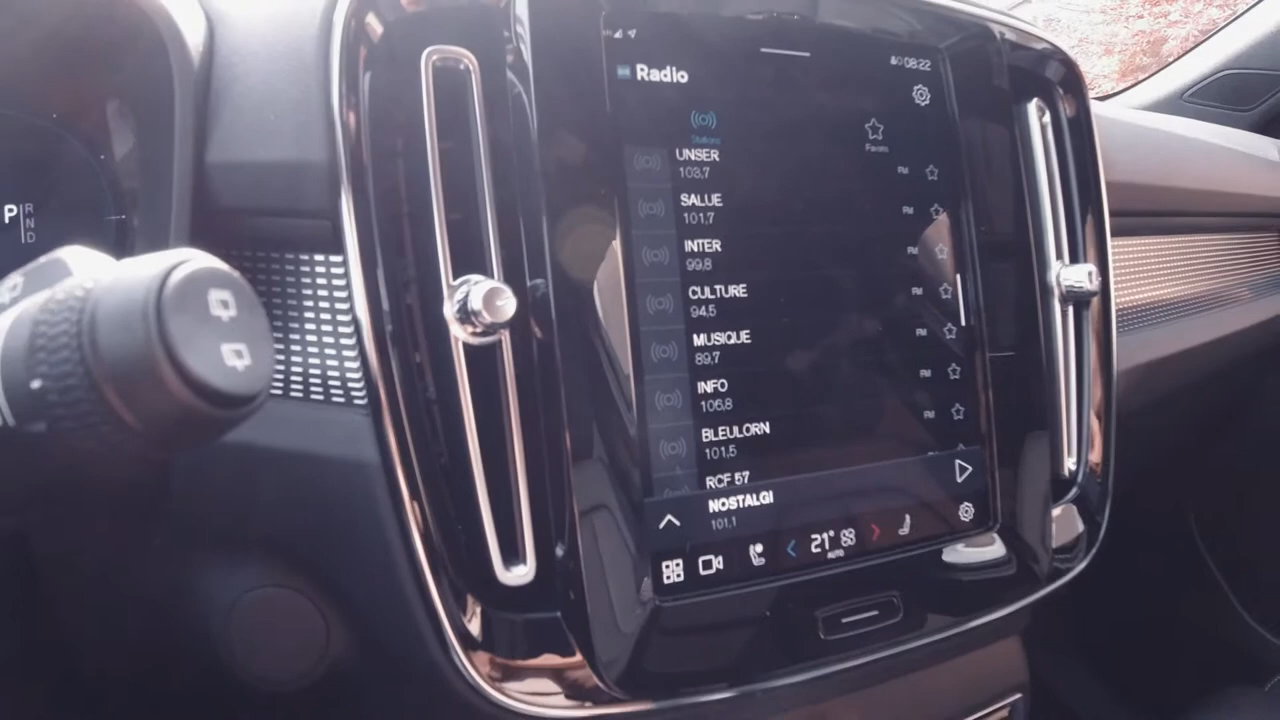 08:22
Radio
Stations
Favoris
UNSER
103,7
FM
SALUE
101,7
FM
INTER
99,8
FM
CULTURE
94,5
FM
MUSIQUE
89,7
FM
INFO
106,8
FM
BLEULORN
101,5
FM
RCF 57
NOSTALGI
101,1
21°
AUTO
P
R
N
D